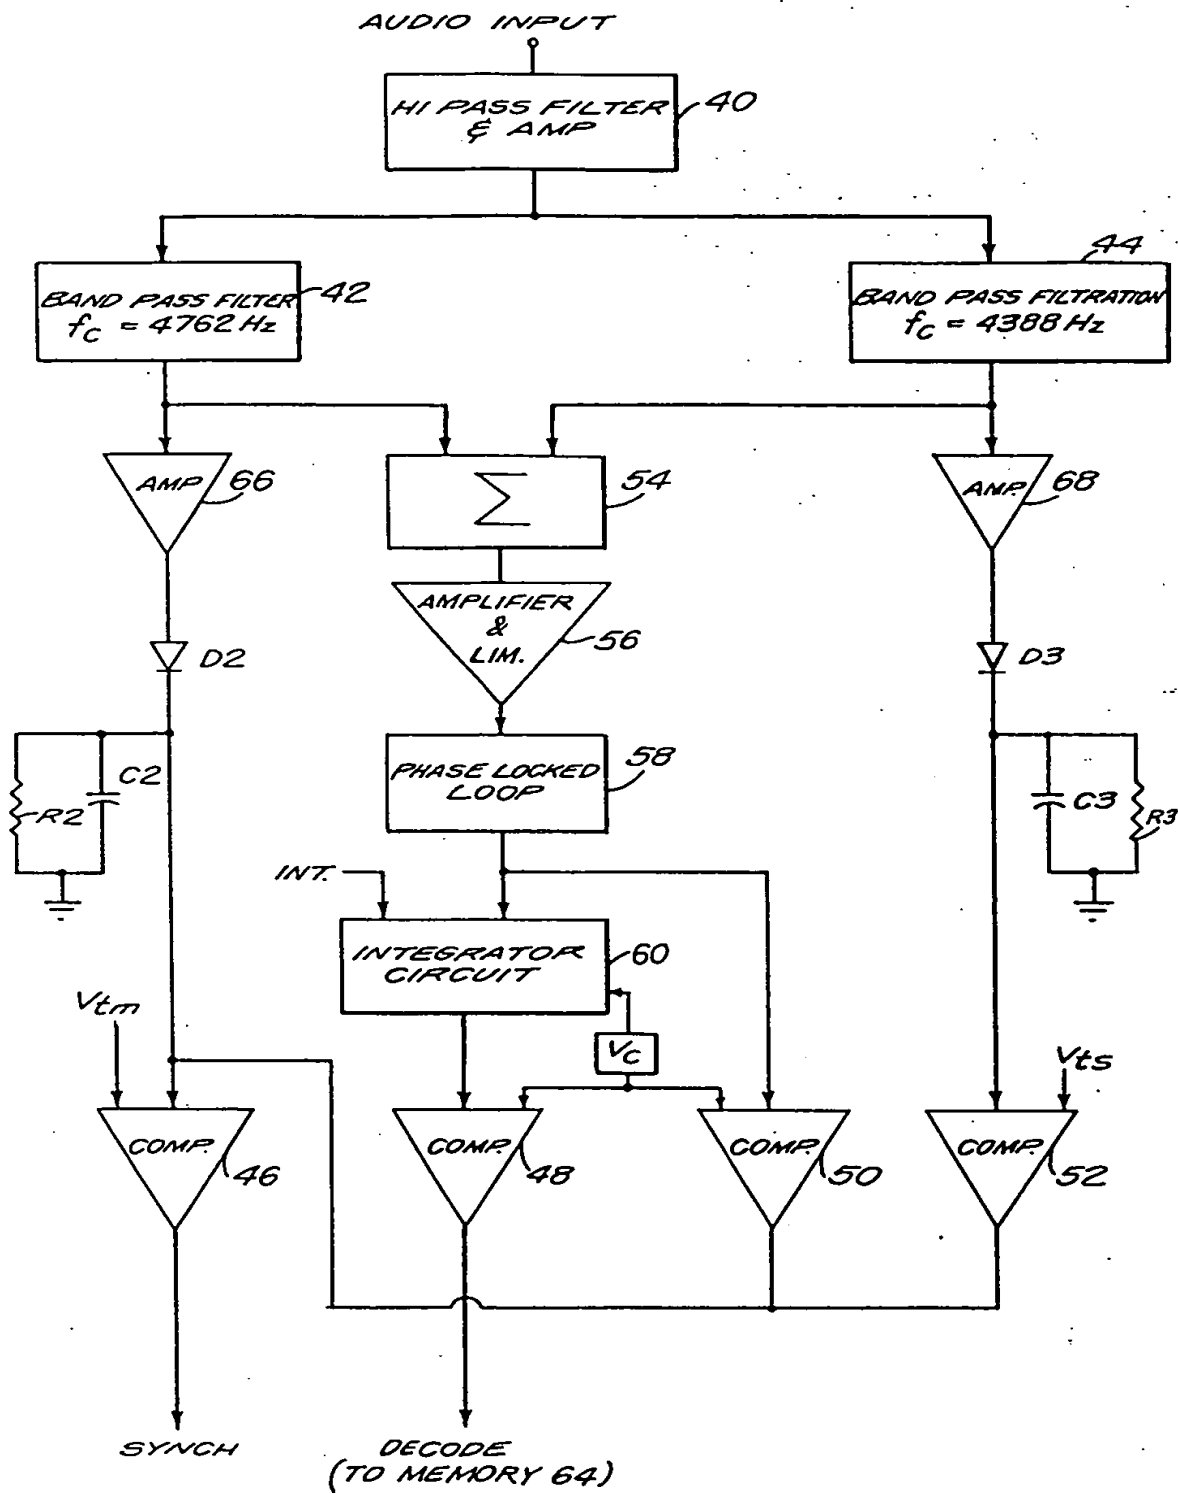 AUDIO INPUT
HI PASS FILTER
& AMP
40
BAND PASS FILTER
fc = 4762 Hz
42
44
BAND PASS FILTRATION
fc = 4388 Hz
AMP
66
Σ
54
AMP.
68
AMPLIFIER
&
LIM.
56
D2
D3
PHASE LOCKED
LOOP
58
C2
R2
C3
R3
INT.
INTEGRATOR
CIRCUIT
60
Vtm
VC
Vts
COMP.
46
COMP.
48
COMP.
50
COMP.
52
SYNCH
DECODE
(TO MEMORY 64)